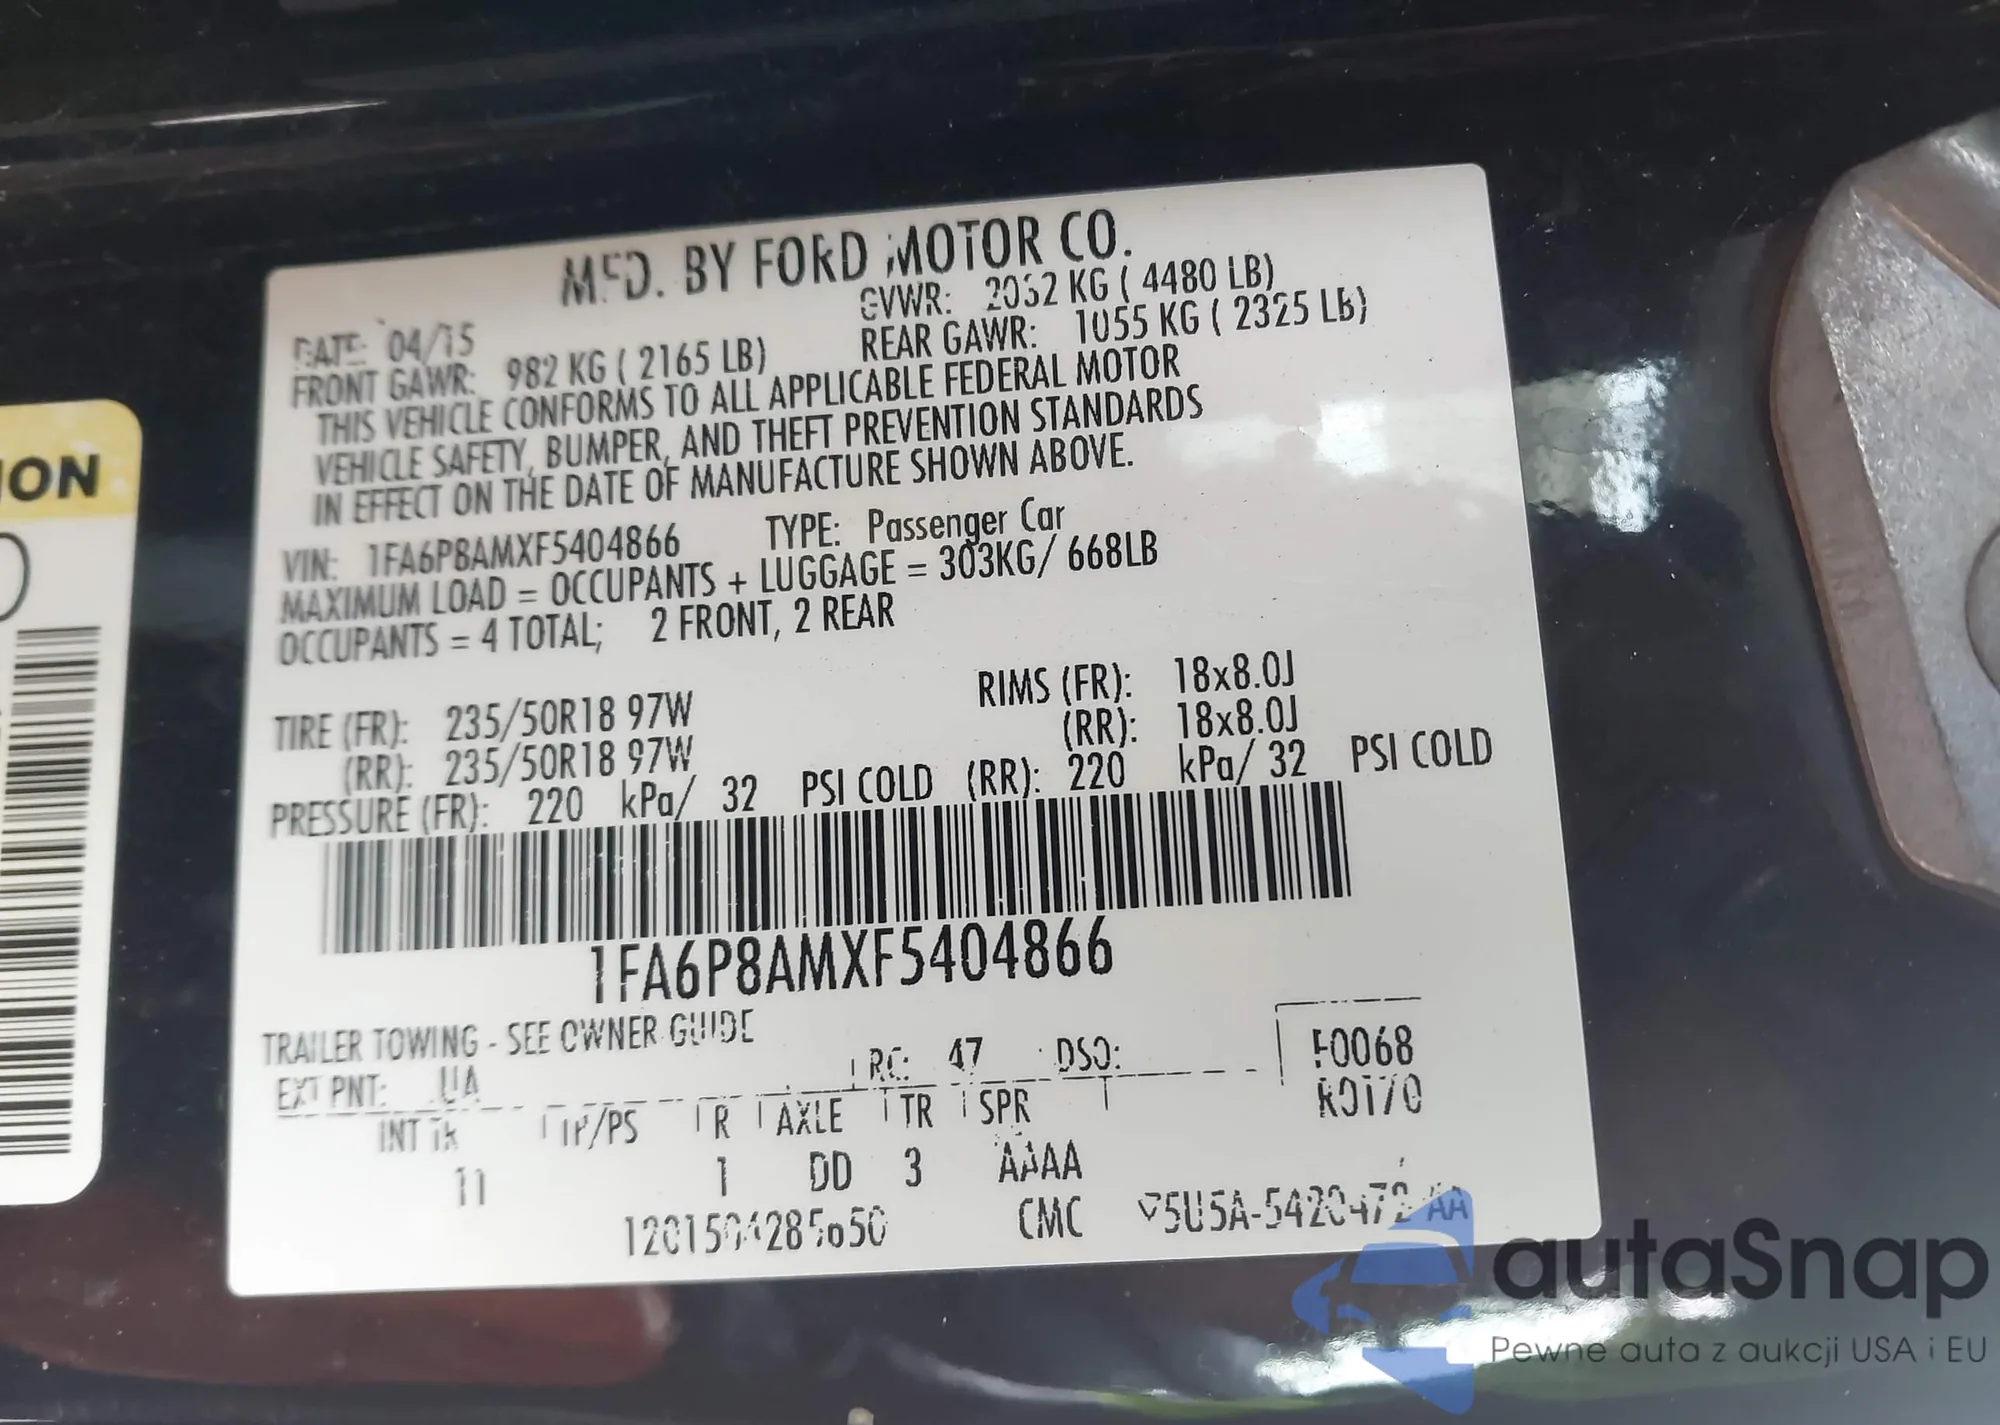 MFD. BY FORD MOTOR CO.
DATE: 04/15 GVWR: 2032 KG ( 4480 LB)
FRONT GAWR: 982 KG ( 2165 LB) REAR GAWR: 1055 KG ( 2325 LB)
THIS VEHICLE CONFORMS TO ALL APPLICABLE FEDERAL MOTOR
VEHICLE SAFETY, BUMPER, AND THEFT PREVENTION STANDARDS
IN EFFECT ON THE DATE OF MANUFACTURE SHOWN ABOVE.
VIN: 1FA6P8AMXF5404866 TYPE: Passenger Car
MAXIMUM LOAD = OCCUPANTS + LUGGAGE = 303KG/ 668LB
OCCUPANTS = 4 TOTAL; 2 FRONT, 2 REAR
TIRE (FR): 235/50R18 97W RIMS (FR): 18x8.0J
(RR): 235/50R18 97W (RR): 18x8.0J
PRESSURE (FR): 220 kPa/ 32 PSI COLD (RR): 220 kPa/ 32 PSI COLD
1FA6P8AMXF5404866
TRAILER TOWING - SEE OWNER GUIDE
EXT PNT: UA RC: 47 DSO: F0068
INT TR TP/PS R AXLE TR SPR R0170
11 1 DD 3 AAAA
CMC
ION
autaSnap
Pewne auta z aukcji USA i EU